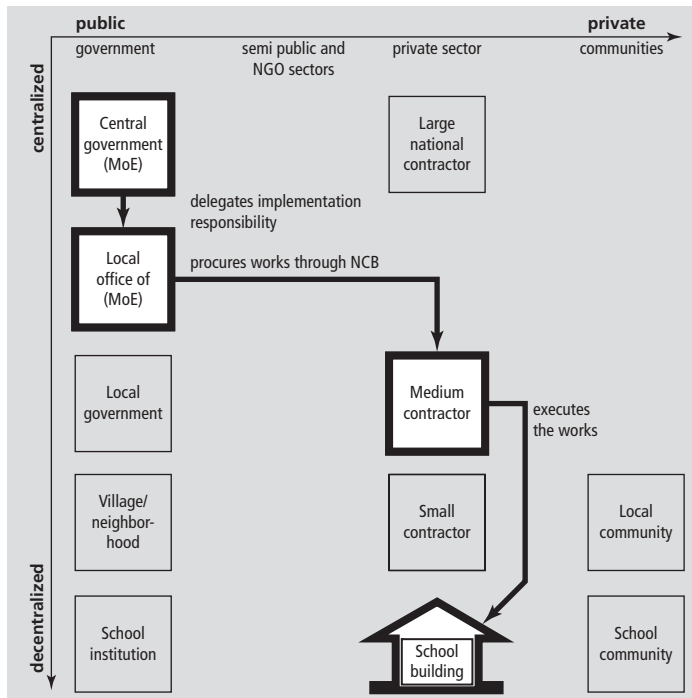 public
private
government
semi public and
NGO sectors
private sector
communities
centralized
Central
government
(MoE)
Large
national
contractor
delegates implementation
responsibility
Local
office of
(MoE)
procures works through NCB
Local
government
Medium
contractor
executes
the works
Village/
neighbor-
hood
Small
contractor
Local
community
decentralized
School
institution
School
building
School
community